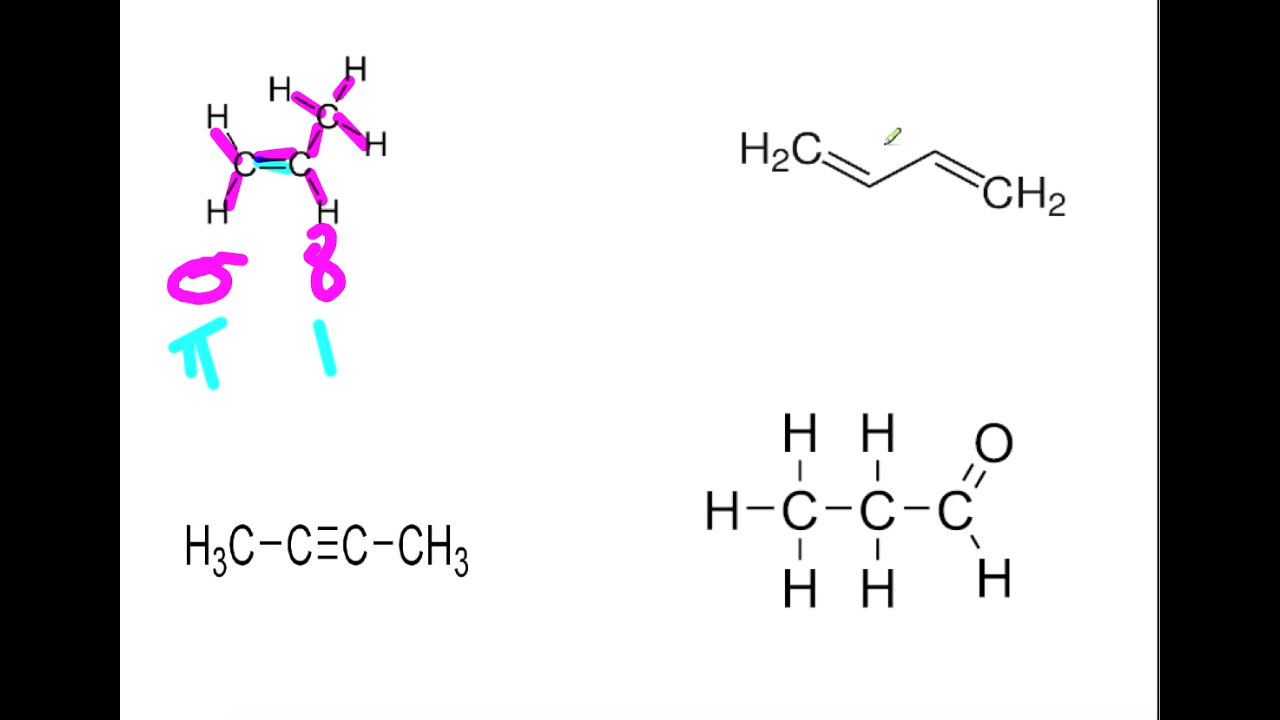 H H
H C H
C=C
H H
σ 8
π 1
H₂C CH₂
H₃C-C≡C-CH₃
H H O
H-C-C-C
H H H